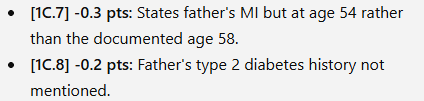 • [1C.7] -0.3 pts: States father's MI but at age 54 rather
than the documented age 58.
• [1C.8] -0.2 pts: Father's type 2 diabetes history not
mentioned.